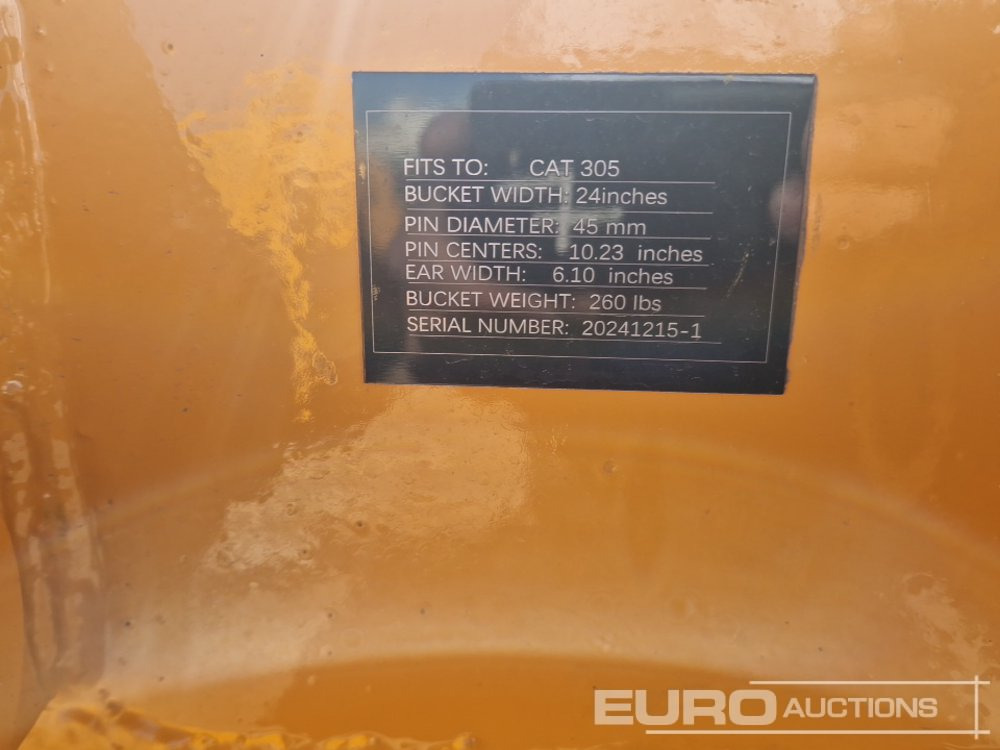 FITS TO: CAT 305
BUCKET WIDTH: 24inches
PIN DIAMETER: 45 mm
PIN CENTERS: 10.23 inches
EAR WIDTH: 6.10 inches
BUCKET WEIGHT: 260 lbs
SERIAL NUMBER: 20241215-1
EURO AUCTIONS